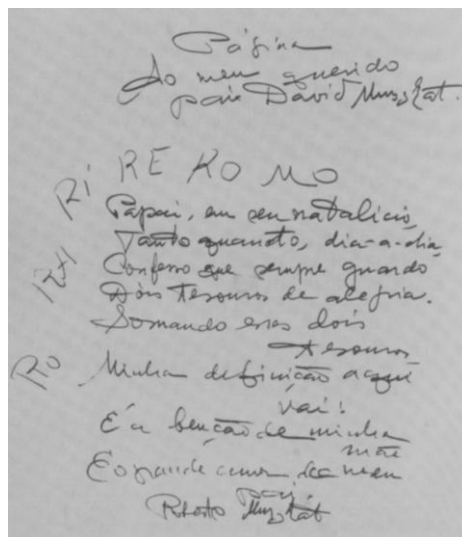 Página
Ao meu querido
pai David Muszkat.
RI RE KO MO
Papai, em seu natalício,
Tanto quanto, dia-a-dia,
RHI
Confesso que sempre guardo
Dois tesouros de alegria.
Somando esses dois
tesouros
RO Minha definição aqui
vai:
É a benção de minha
mãe
E o grande amor do meu
pai
Roberto Muszkat